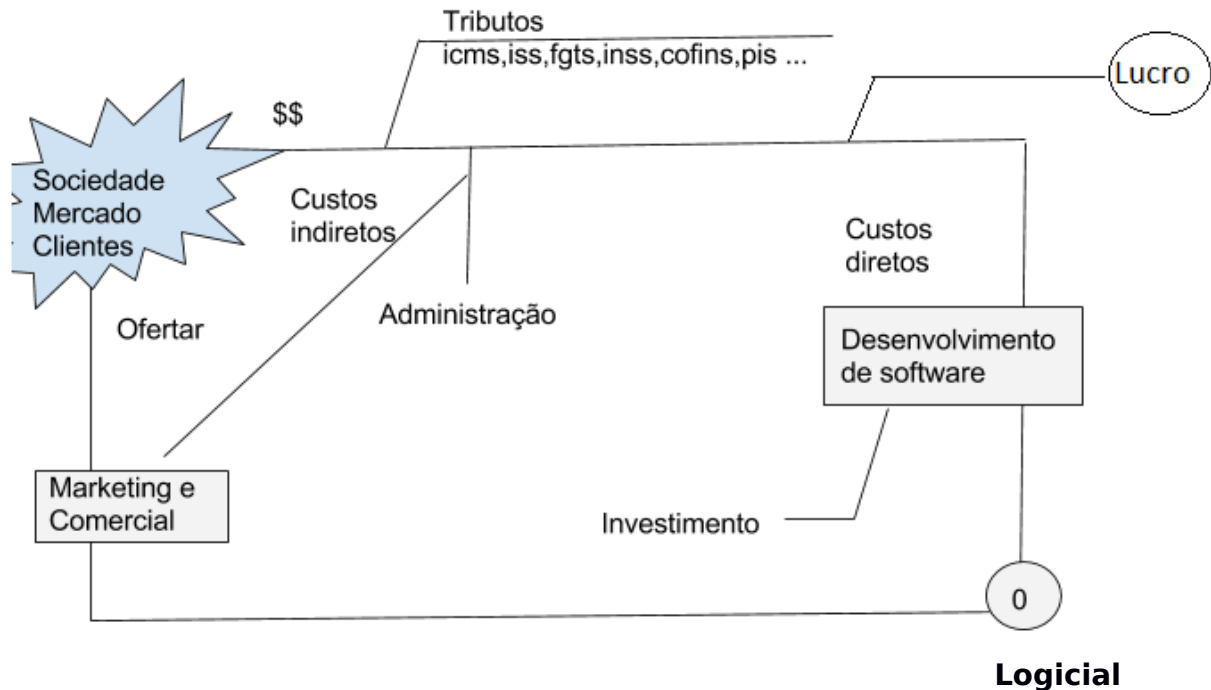 Tributos
icms,iss,fgts,inss,cofins,pis ...
Lucro
$$
Sociedade
Mercado
Clientes
Custos
indiretos
Custos
diretos
Administração
Ofertar
Desenvolvimento
de software
Marketing e
Comercial
Investimento
0
Logicial